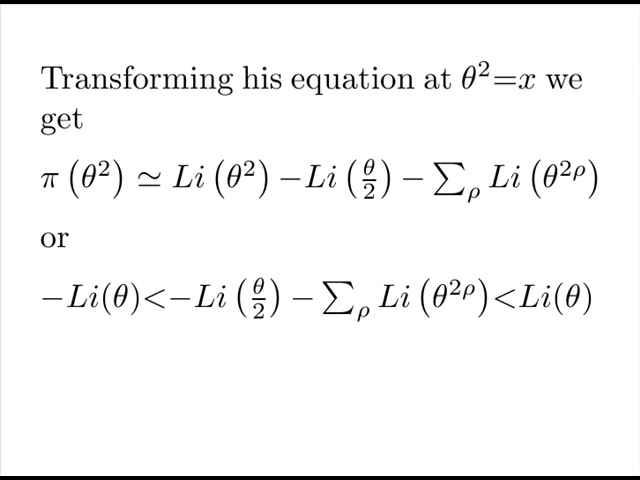 Transforming his equation at θ²=x we
get
π (θ²) ≃ Li (θ²) −Li (θ/2) − ∑_ρ Li (θ^{2ρ})
or
−Li(θ)<−Li (θ/2) − ∑_ρ Li (θ^{2ρ})<Li(θ)